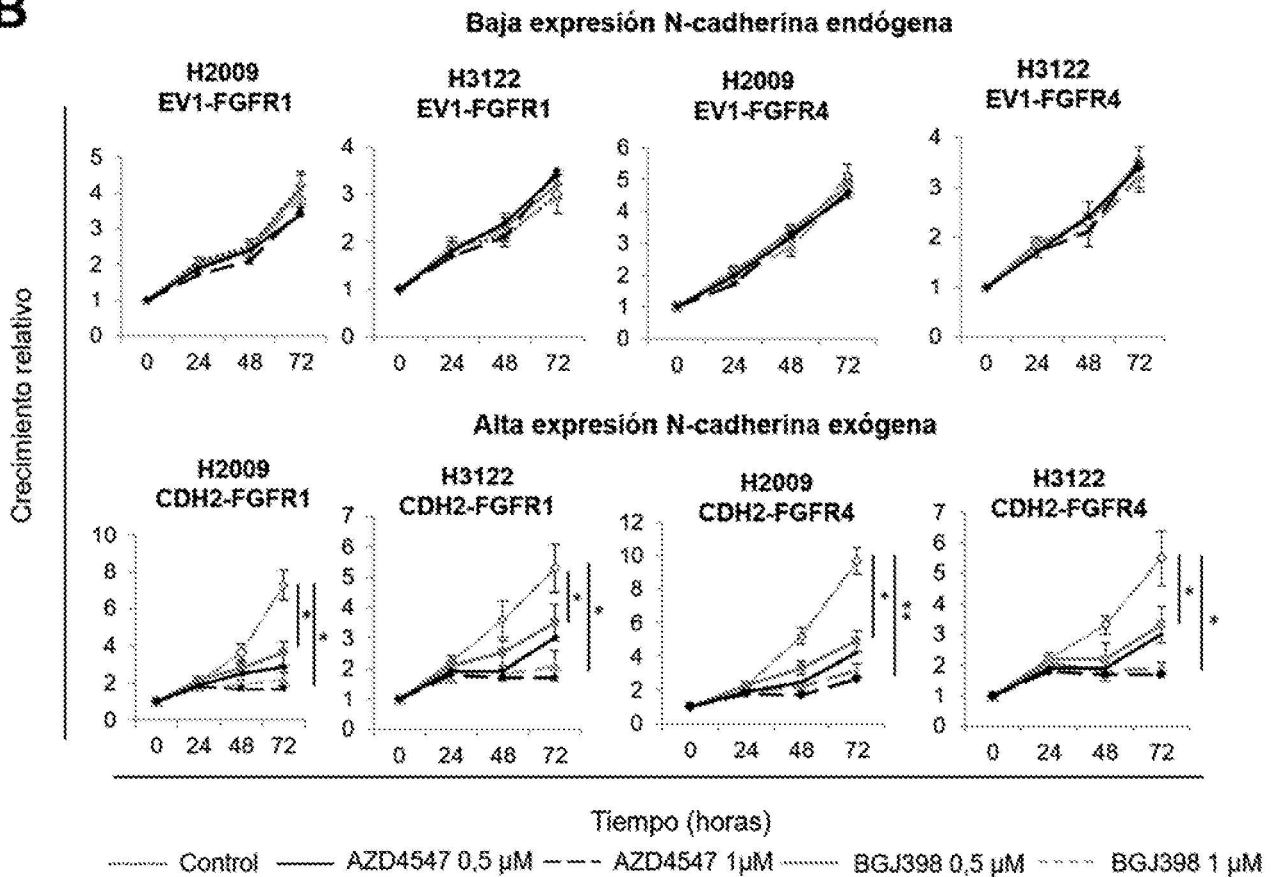 B
Baja expresión N-cadherina endógena
H2009
EV1-FGFR1
H3122
EV1-FGFR1
H2009
EV1-FGFR4
H3122
EV1-FGFR4
5
4
3
2
1
0
0 24 48 72
4
3
2
1
0
0 24 48 72
6
5
4
3
2
1
0
0 24 48 72
4
3
2
1
0
0 24 48 72
Crecimiento relativo
Alta expresión N-cadherina exógena
H2009
CDH2-FGFR1
H3122
CDH2-FGFR1
H2009
CDH2-FGFR4
H3122
CDH2-FGFR4
10
8
6
4
2
0
0 24 48 72
* *
7
6
5
4
3
2
1
0
0 24 48 72
* *
12
10
8
6
4
2
0
0 24 48 72
* **
7
6
5
4
3
2
1
0
0 24 48 72
* *
Tiempo (horas)
Control AZD4547 0,5 µM AZD4547 1µM BGJ398 0,5 µM BGJ398 1 µM